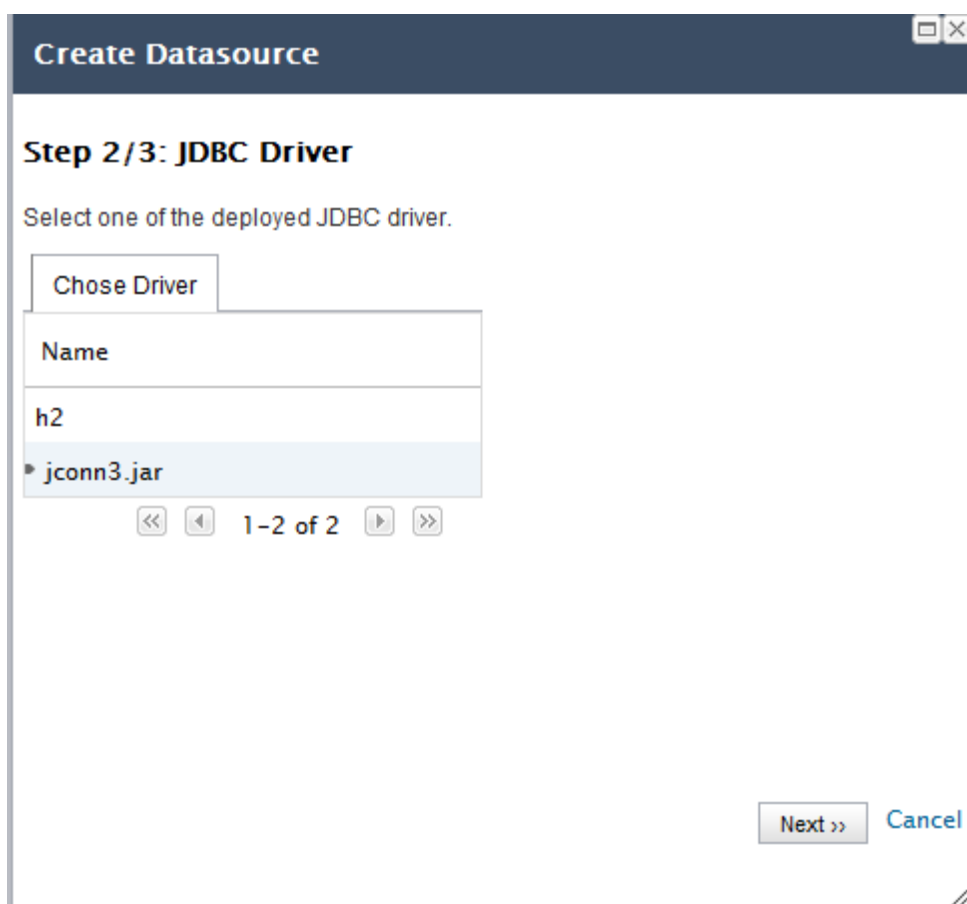 Create Datasource
Step 2/3: JDBC Driver
Select one of the deployed JDBC driver.
Chose Driver
Name
h2
jconn3.jar
1-2 of 2
Next ›› Cancel